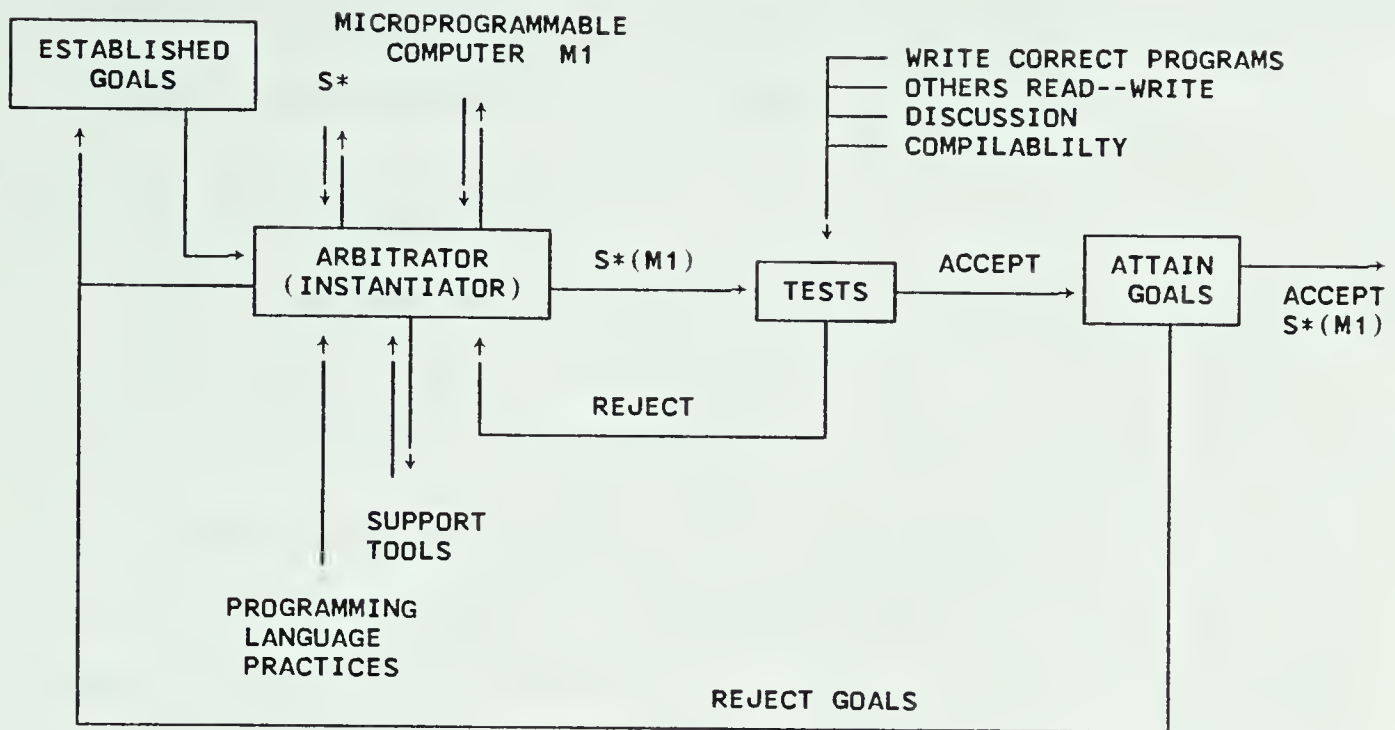 MICROPROGRAMMABLE
COMPUTER M1
ESTABLISHED
GOALS
S*
WRITE CORRECT PROGRAMS
OTHERS READ--WRITE
DISCUSSION
COMPILABLILTY
ARBITRATOR
(INSTANTIATOR)
S*(M1)
TESTS
ACCEPT
ATTAIN
GOALS
ACCEPT
S*(M1)
REJECT
SUPPORT
TOOLS
PROGRAMMING
LANGUAGE
PRACTICES
REJECT GOALS